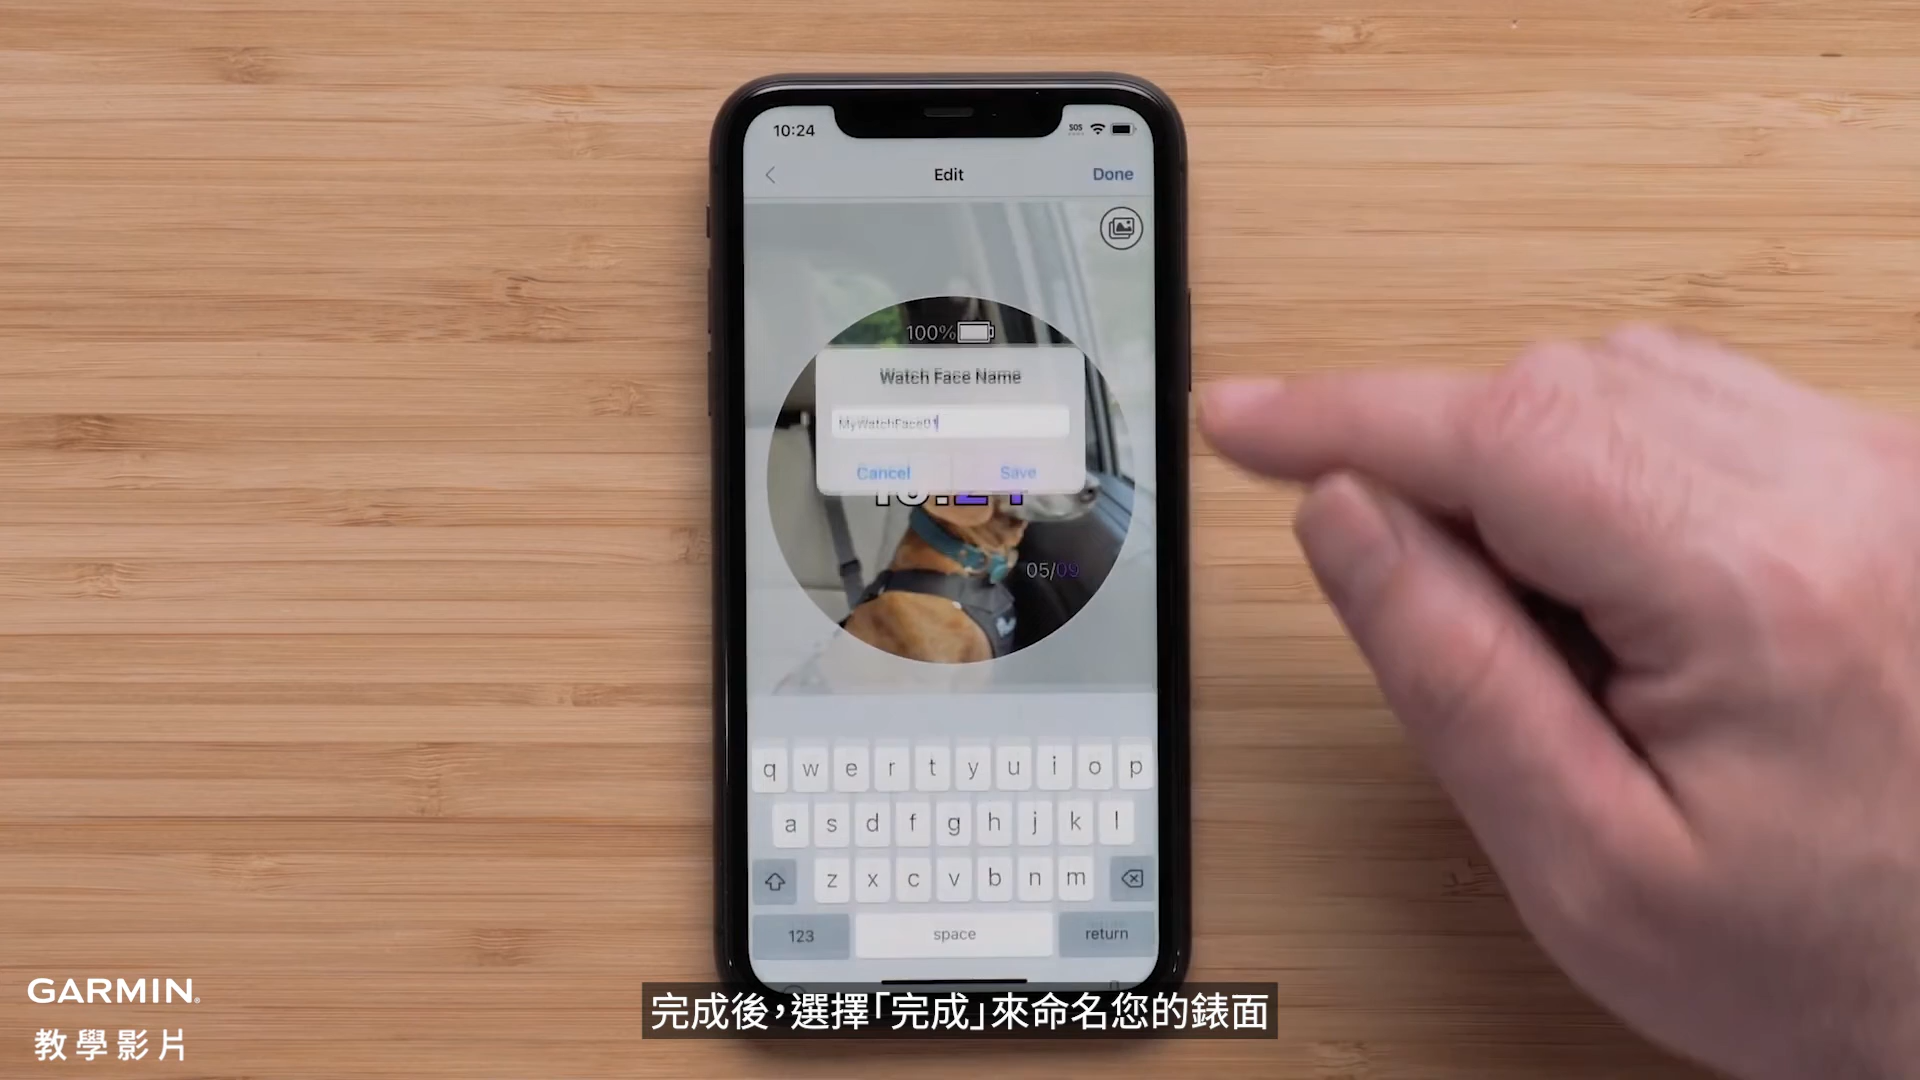 10:24
SOS
Edit
Done
100%
Watch Face Name
MyWatchFace01
Cancel
Save
05/09
q w e r t y u i o p
a s d f g h j k l
z x c v b n m
123
space
return
GARMIN
教學影片
完成後，選擇「完成」來命名您的錶面